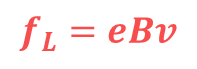 f_L = eBv